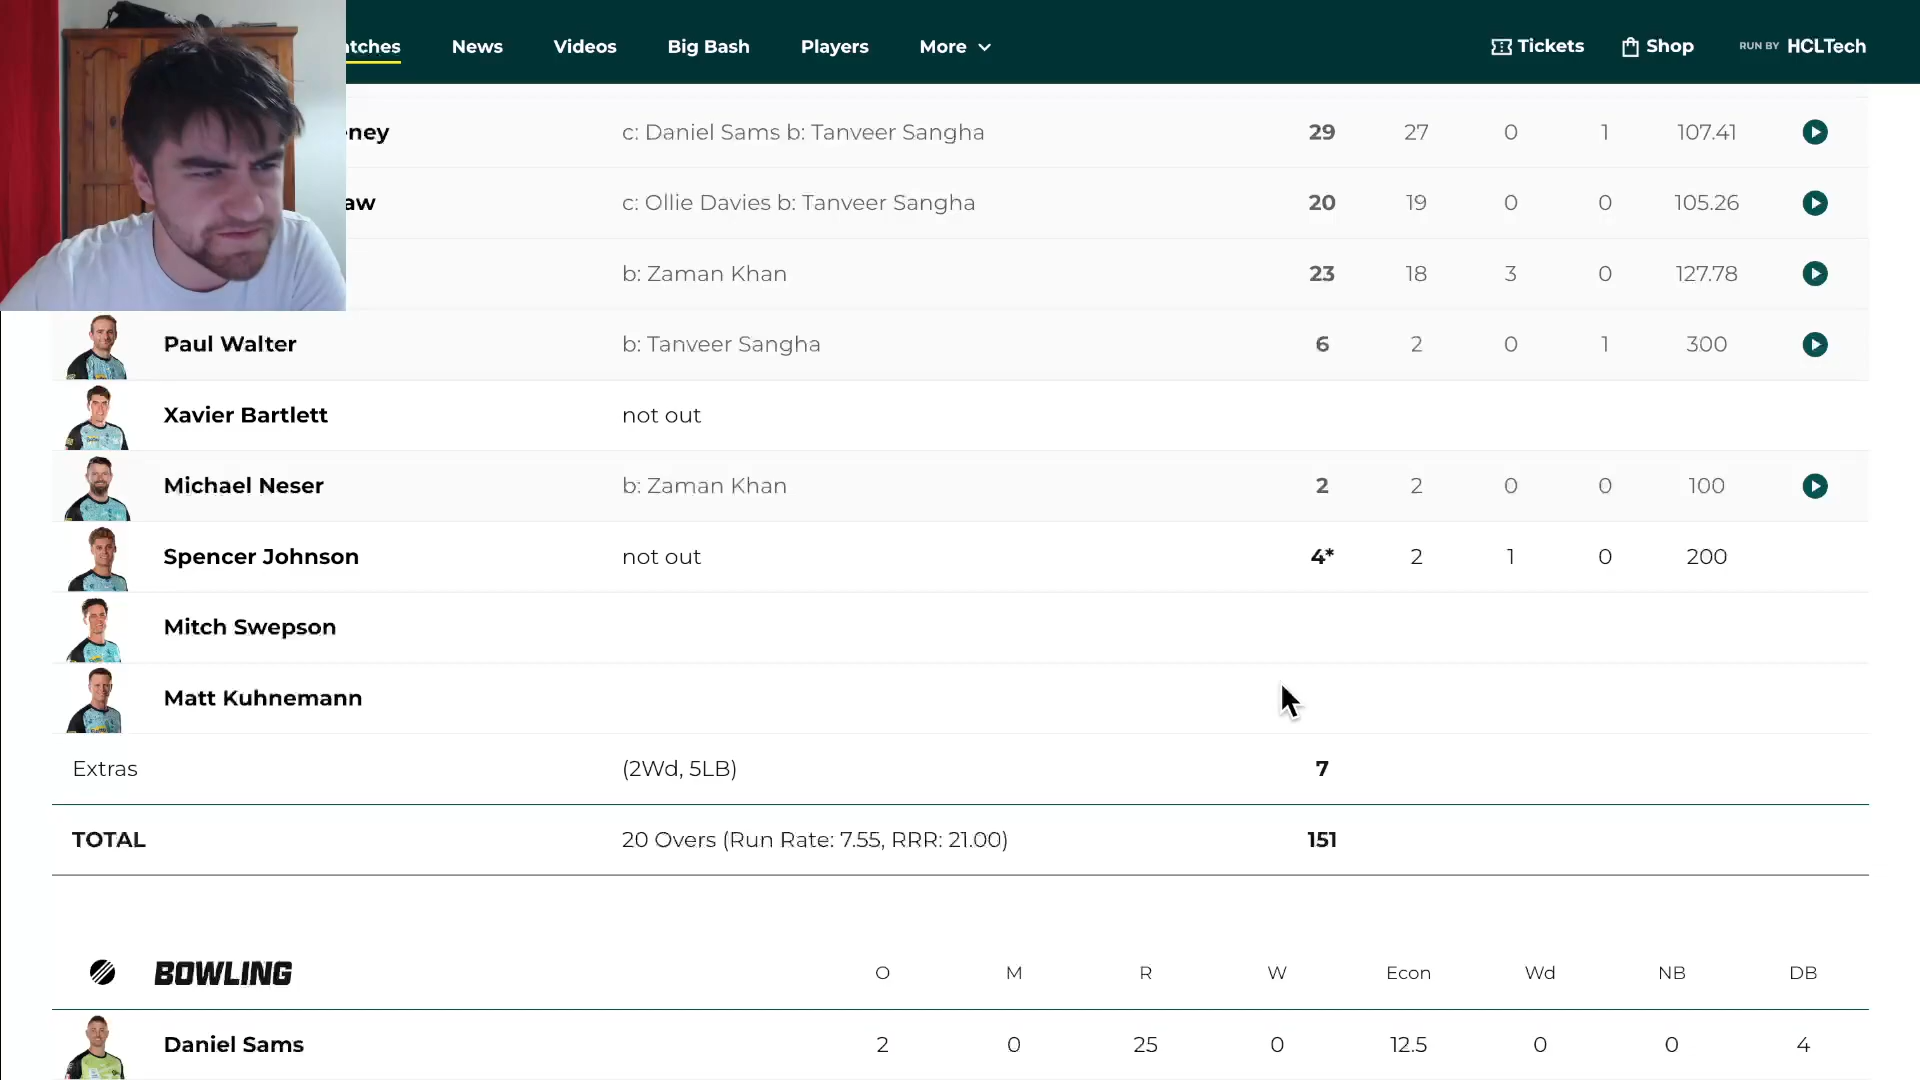 atches News Videos Big Bash Players More Tickets Shop RUN BY HCLTech
ney c: Daniel Sams b: Tanveer Sangha 29 27 0 1 107.41
aw c: Ollie Davies b: Tanveer Sangha 20 19 0 0 105.26
b: Zaman Khan 23 18 3 0 127.78
Paul Walter b: Tanveer Sangha 6 2 0 1 300
Xavier Bartlett not out
Michael Neser b: Zaman Khan 2 2 0 0 100
Spencer Johnson not out 4* 2 1 0 200
Mitch Swepson
Matt Kuhnemann
Extras (2Wd, 5LB) 7
TOTAL 20 Overs (Run Rate: 7.55, RRR: 21.00) 151
BOWLING O M R W Econ Wd NB DB
Daniel Sams 2 0 25 0 12.5 0 0 4